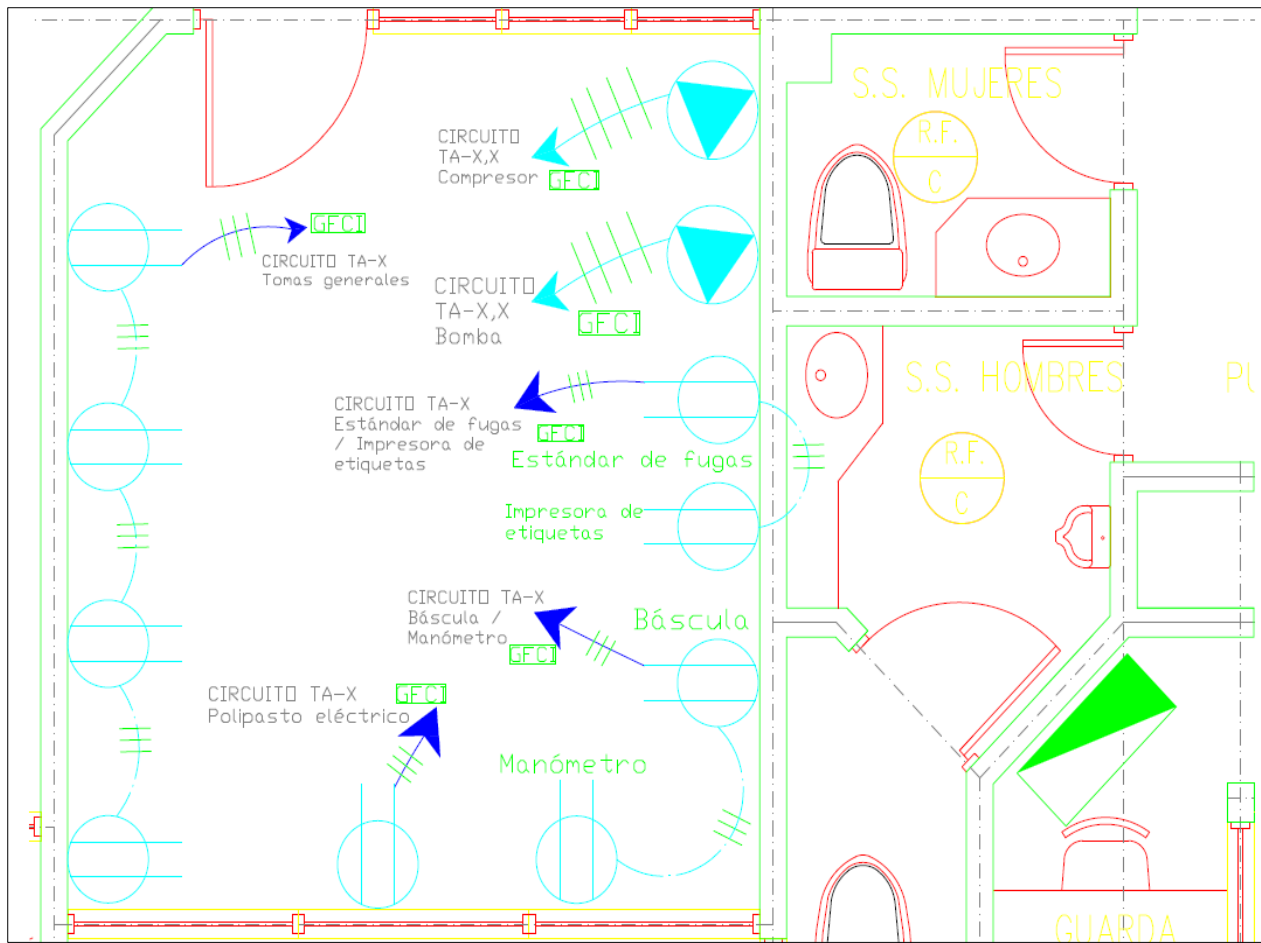 S.S. MUJERES
R.F.
C
CIRCUITO
TA-X,X
Compresor
GFCI
GFCI
CIRCUITO TA-X
Tomas generales
CIRCUITO
TA-X,X
Bomba
GFCI
S.S. HOMBRES
R.F.
C
CIRCUITO TA-X
Estándar de fugas
/ Impresora de
etiquetas
GFCI
Estándar de fugas
Impresora de
etiquetas
CIRCUITO TA-X
Báscula /
Manómetro
GFCI
Báscula
CIRCUITO TA-X
Polipasto eléctrico
GFCI
Manómetro
GUARDA